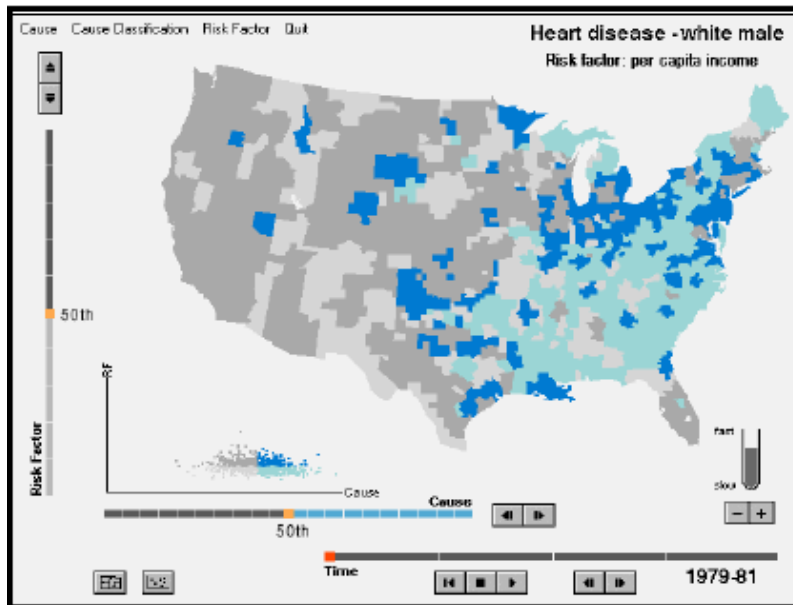 Cause Cause Classification Risk Factor Quit
Heart disease - white male
Risk factor: per capita income
50th
RF
Risk Factor
Cause
Cause
50th
fast
slow
Time
1979-81